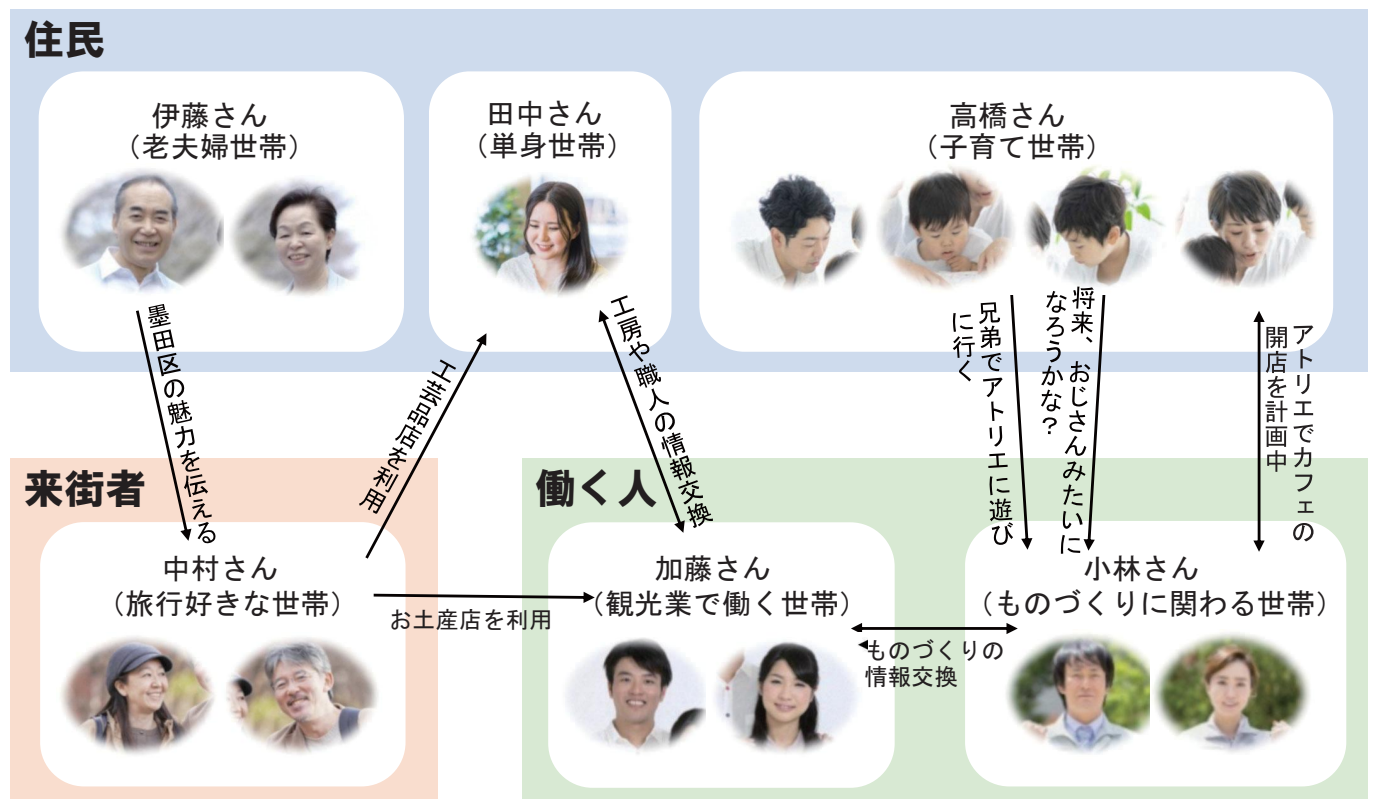 住民
伊藤さん
（老夫婦世帯）
田中さん
（単身世帯）
高橋さん
（子育て世帯）
墨田区の魅力を伝える
工芸品店を利用
工房や職人の情報交換
兄弟でアトリエに遊び
に行く
将来、おじさんみたいに
なろうかな？
アトリエでカフェの
開店を計画中
来街者
中村さん
（旅行好きな世帯）
お土産店を利用
働く人
加藤さん
（観光業で働く世帯）
ものづくりの
情報交換
小林さん
（ものづくりに関わる世帯）